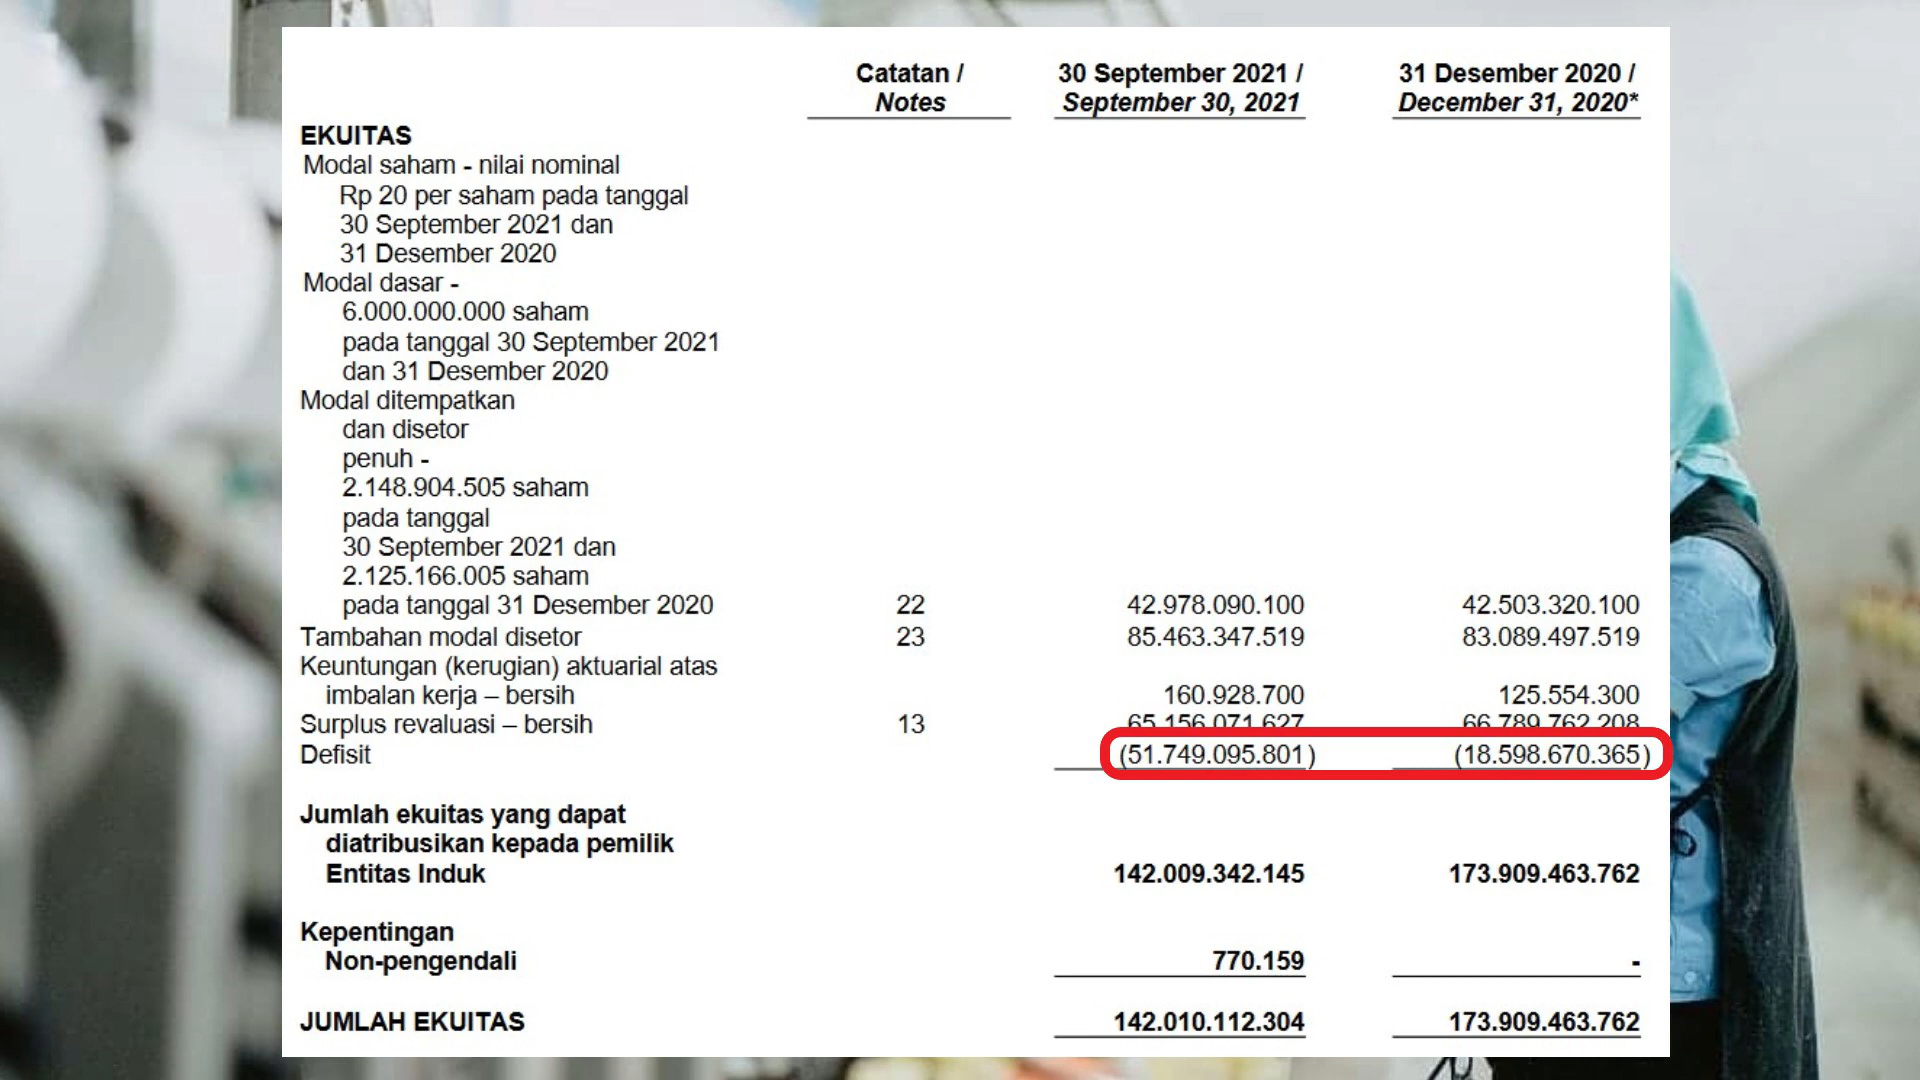 Catatan / 30 September 2021 / 31 Desember 2020 /
Notes September 30, 2021 December 31, 2020*
EKUITAS
Modal saham - nilai nominal
Rp 20 per saham pada tanggal
30 September 2021 dan
31 Desember 2020
Modal dasar -
6.000.000.000 saham
pada tanggal 30 September 2021
dan 31 Desember 2020
Modal ditempatkan
dan disetor
penuh -
2.148.904.505 saham
pada tanggal
30 September 2021 dan
2.125.166.005 saham
pada tanggal 31 Desember 2020 22 42.978.090.100 42.503.320.100
Tambahan modal disetor 23 85.463.347.519 83.089.497.519
Keuntungan (kerugian) aktuarial atas
imbalan kerja – bersih 160.928.700 125.554.300
Surplus revaluasi – bersih 13 65.156.071.627 66.789.762.208
Defisit (51.749.095.801) (18.598.670.365)
Jumlah ekuitas yang dapat
diatribusikan kepada pemilik
Entitas Induk 142.009.342.145 173.909.463.762
Kepentingan
Non-pengendali 770.159 -
JUMLAH EKUITAS 142.010.112.304 173.909.463.762